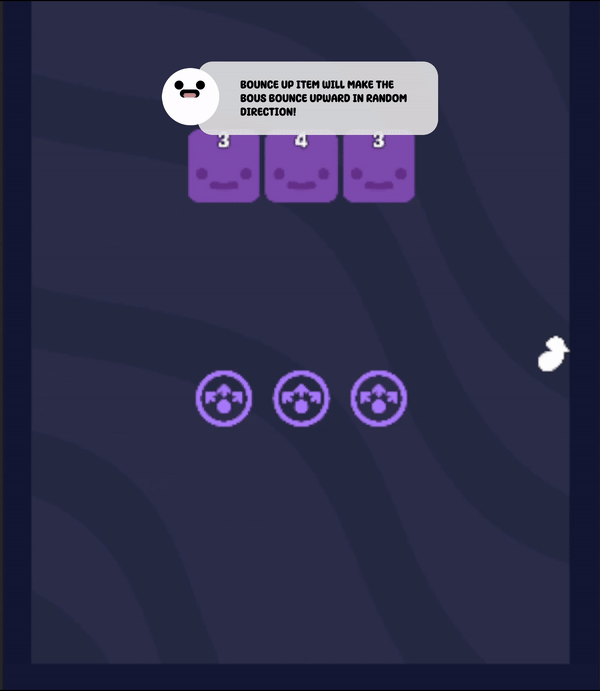 BOUNCE UP ITEM WILL MAKE THE
BOUS BOUNCE UPWARD IN RANDOM
DIRECTION!
3 4 3